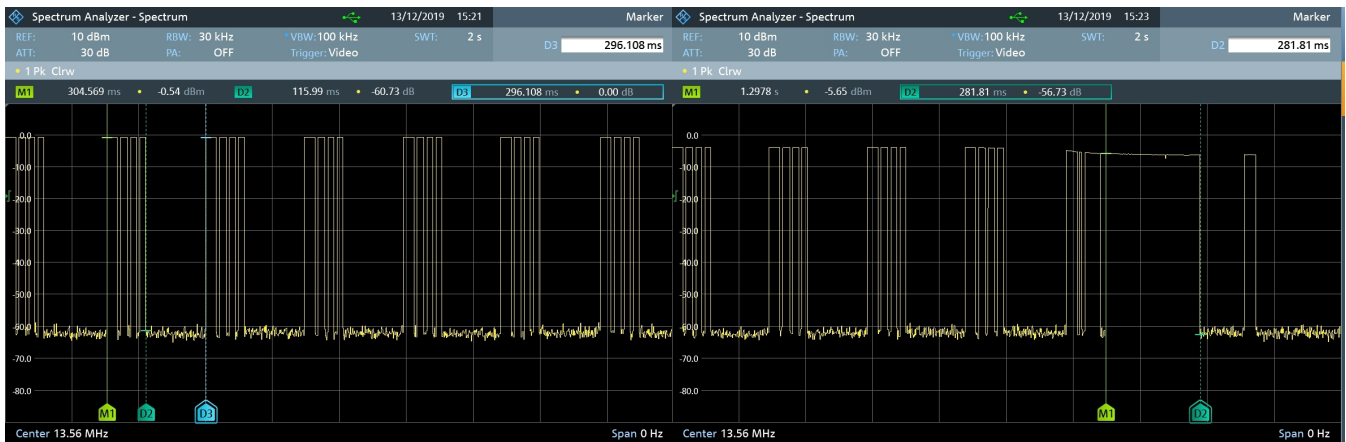 Spectrum Analyzer - Spectrum 13/12/2019 15:21 Marker
REF: 10 dBm RBW: 30 kHz *VBW: 100 kHz SWT: 2 s
ATT: 30 dB PA: OFF Trigger: Video
D3 296.108 ms
1 Pk Clrw
M1 304.569 ms -0.54 dBm D2 115.99 ms -60.73 dB D3 296.108 ms 0.00 dB
0.0
-10.0
-20.0
-30.0
-40.0
-50.0
-60.0
-70.0
-80.0
M1 D2 D3
Center 13.56 MHz Span 0 Hz
Spectrum Analyzer - Spectrum 13/12/2019 15:23 Marker
REF: 10 dBm RBW: 30 kHz *VBW: 100 kHz SWT: 2 s
ATT: 30 dB PA: OFF Trigger: Video
D2 281.81 ms
1 Pk Clrw
M1 1.2978 s -5.65 dBm D2 281.81 ms -56.73 dB
0.0
-10.0
-20.0
-30.0
-40.0
-50.0
-60.0
-70.0
-80.0
M1 D2
Center 13.56 MHz Span 0 Hz